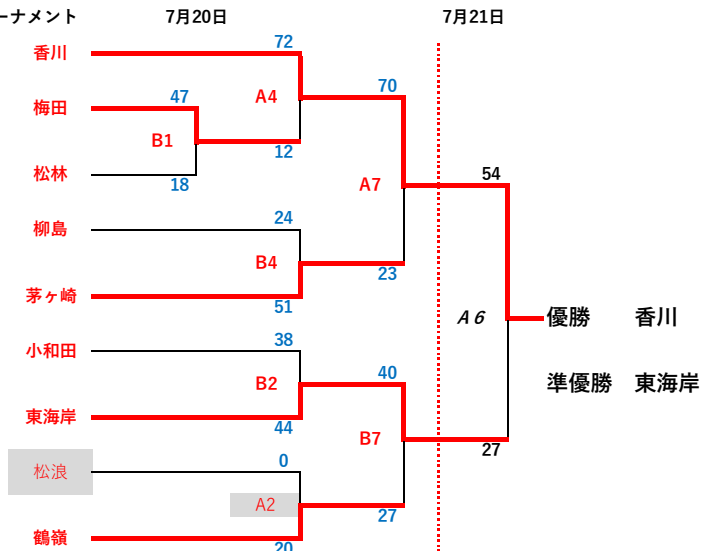 ーナメント 7月20日 7月21日
香川 72
梅田 47 A4 70
B1 12
松林 18 A7 54
柳島 24
B4 23
茅ヶ崎 51
A6 優勝 香川
小和田 38
B2 40 準優勝 東海岸
東海岸 44
B7 27
松浪 0
A2 27
鶴嶺 20